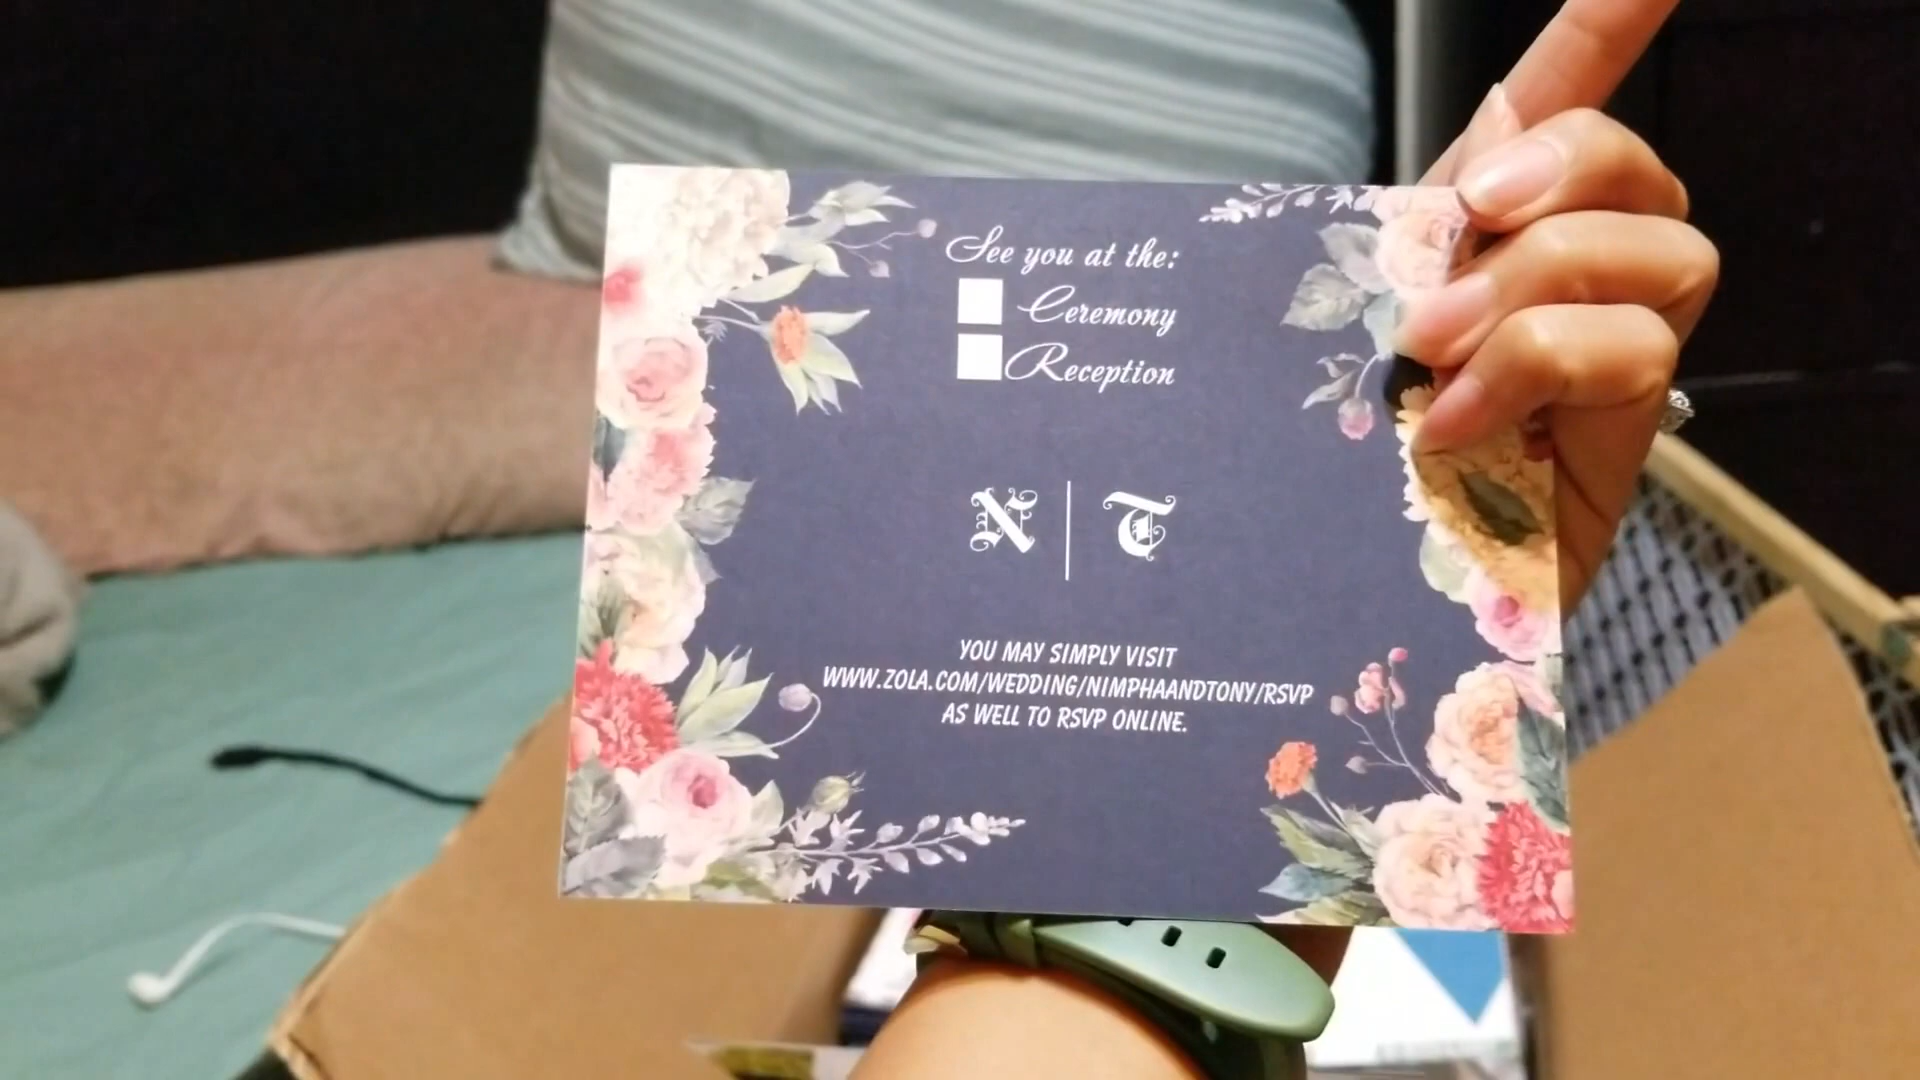 See you at the:
Ceremony
Reception
N | T
YOU MAY SIMPLY VISIT
WWW.ZOLA.COM/WEDDING/NIMPHAANDTONY/RSVP
AS WELL TO RSVP ONLINE.